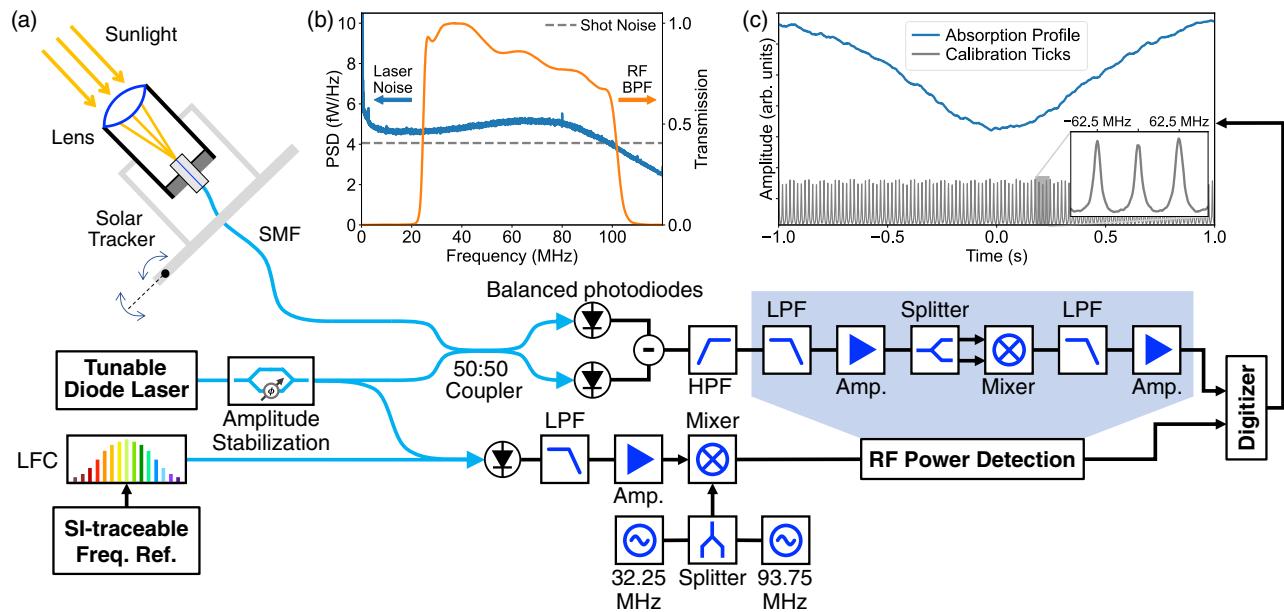 (a)
Sunlight
Lens
Solar
Tracker
SMF
(b)
10
8
6
4
2
0
PSD (fW/Hz)
Laser
Noise
Shot Noise
RF
BPF
1.0
0.5
0.0
Transmission
0 20 40 60 80 100
Frequency (MHz)
(c)
Absorption Profile
Calibration Ticks
Amplitude (arb. units)
−62.5 MHz 62.5 MHz
−1.0 −0.5 0.0 0.5 1.0
Time (s)
Balanced photodiodes
-
50:50
Coupler
HPF
LPF
Amp.
Splitter
Mixer
LPF
Amp.
Digitizer
Tunable
Diode Laser
ϕ
Amplitude
Stabilization
LFC
SI-traceable
Freq. Ref.
LPF
Amp.
Mixer
RF Power Detection
32.25
MHz
Splitter
93.75
MHz